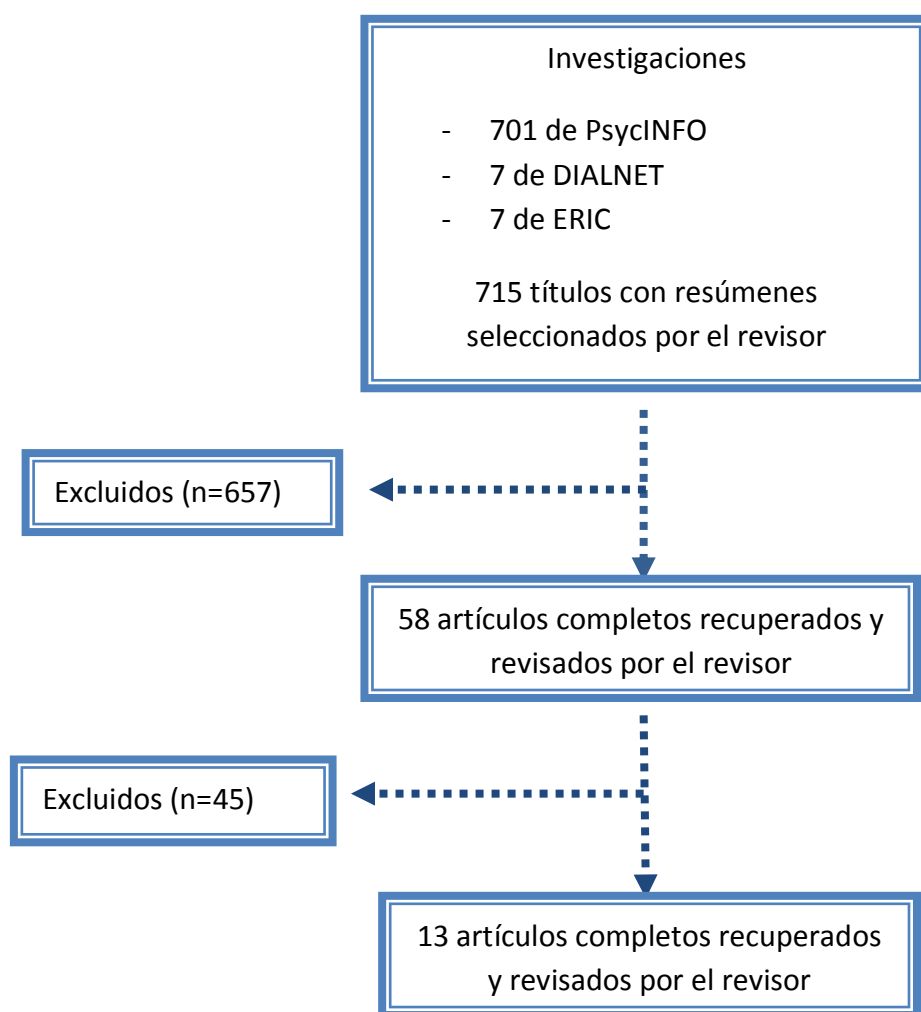 Investigaciones
- 701 de PsycINFO
- 7 de DIALNET
- 7 de ERIC
715 títulos con resúmenes
seleccionados por el revisor
Excluidos (n=657)
58 artículos completos recuperados y
revisados por el revisor
Excluidos (n=45)
13 artículos completos recuperados
y revisados por el revisor